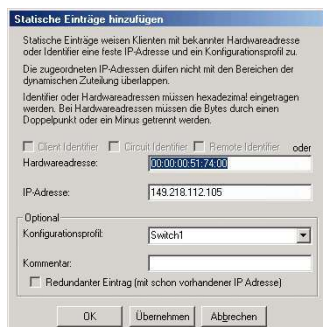 Statische Einträge hinzufügen
Statische Einträge weisen Klienten mit bekannter Hardwareadresse
oder Identifier eine feste IP-Adresse und ein Konfigurationsprofil zu.
Die zugeordneten IP-Adressen dürfen nicht mit den Bereichen der
dynamischen Zuteilung überlappen.
Identifier oder Hardwareadressen müssen hexadezimal eingetragen
werden. Bei Hardwareadressen müssen die Bytes durch einen
Doppelpunkt oder ein Minus getrennt werden.
Client Identifier Circuit Identifier Remote Identifier oder
Hardwareadresse: 00:00:00:51:74:00
IP-Adresse: 149.218.112.105
Optional
Konfigurationsprofil: Switch1
Kommentar:
Redundanter Eintrag (mit schon vorhandener IP Adresse)
OK Übernehmen Abbrechen